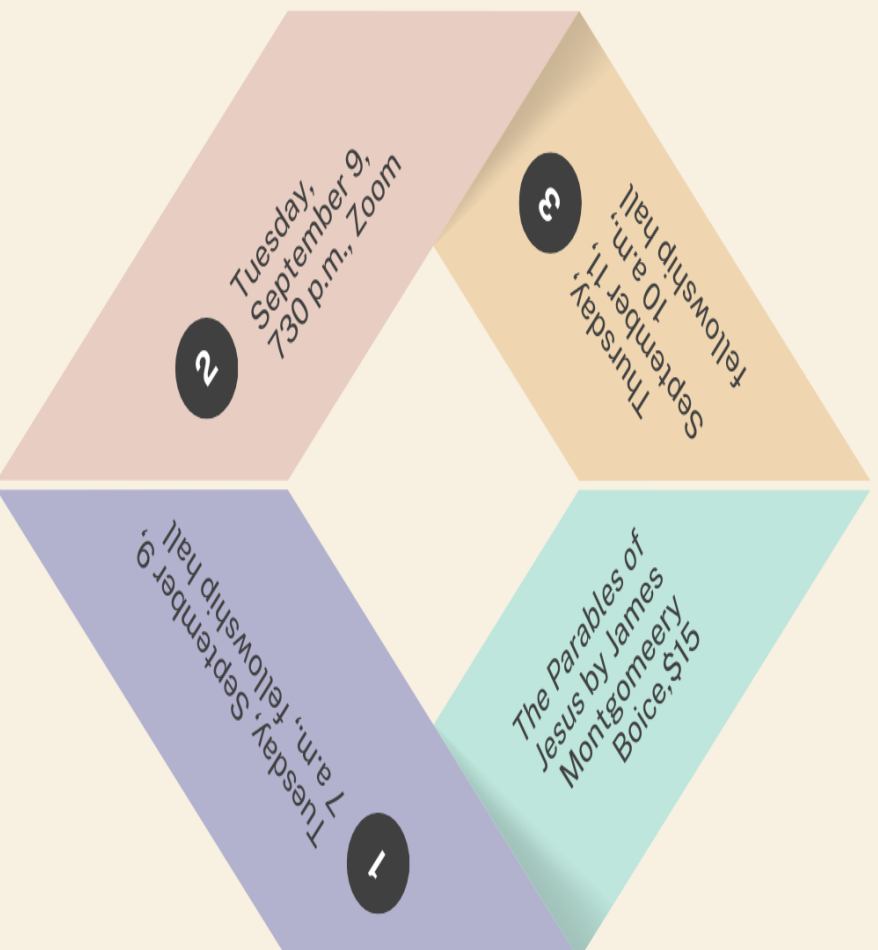 1
Tuesday, September 9,
7 a.m., fellowship hall
2
Tuesday,
September 9,
730 p.m., Zoom
3
Thursday,
September 11,
10 a.m.,
fellowship hall
The Parables of
Jesus by James
Montgomeery
Boice,$15